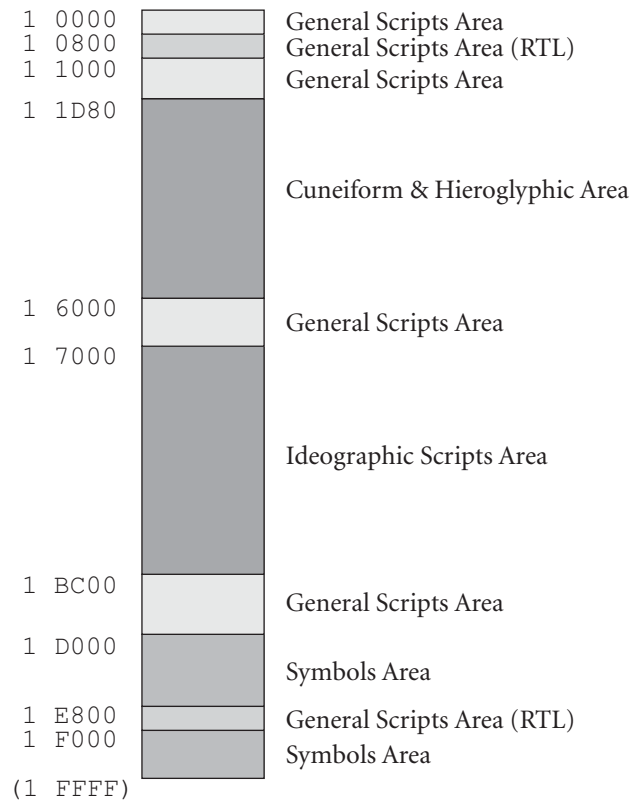 1 0000
General Scripts Area
1 0800
General Scripts Area (RTL)
1 1000
General Scripts Area
1 1D80
Cuneiform & Hieroglyphic Area
1 6000
General Scripts Area
1 7000
Ideographic Scripts Area
1 BC00
General Scripts Area
1 D000
Symbols Area
1 E800
General Scripts Area (RTL)
1 F000
Symbols Area
(1 FFFF)